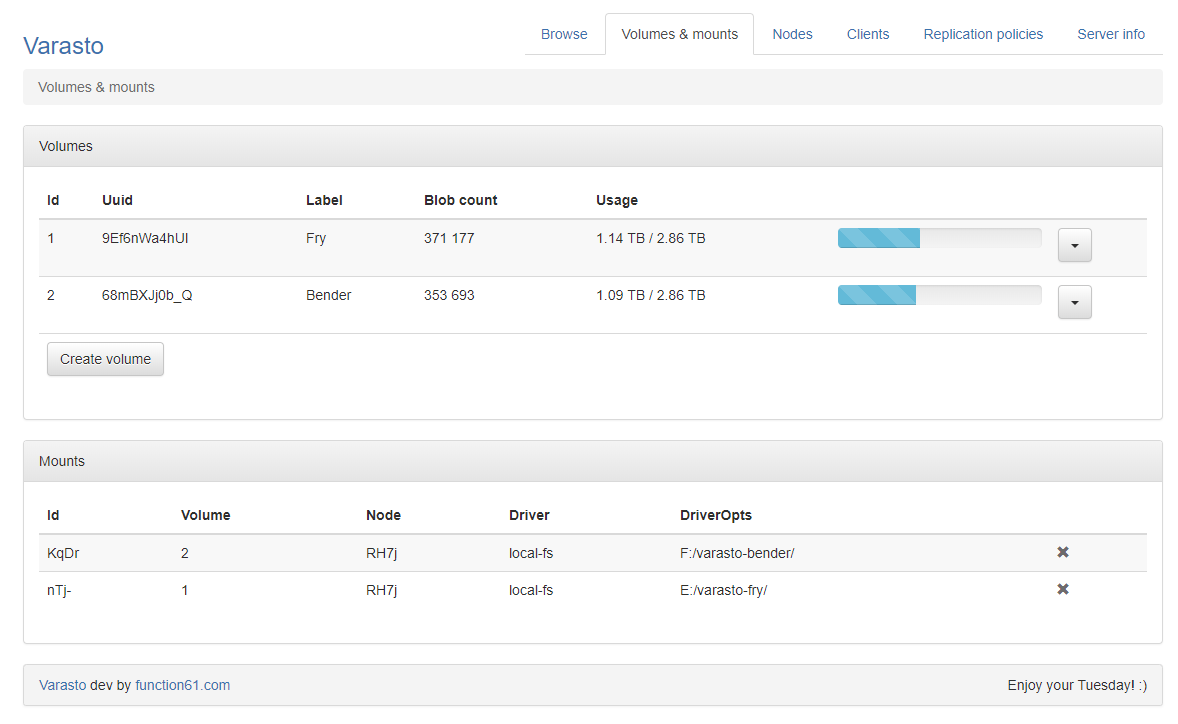 Varasto
Browse Volumes & mounts Nodes Clients Replication policies Server info
Volumes & mounts
Volumes
Id Uuid Label Blob count Usage
1 9Ef6nWa4hUI Fry 371 177 1.14 TB / 2.86 TB
2 68mBXJj0b_Q Bender 353 693 1.09 TB / 2.86 TB
Create volume
Mounts
Id Volume Node Driver DriverOpts
KqDr 2 RH7j local-fs F:/varasto-bender/
nTj- 1 RH7j local-fs E:/varasto-fry/
Varasto dev by function61.com Enjoy your Tuesday! :)